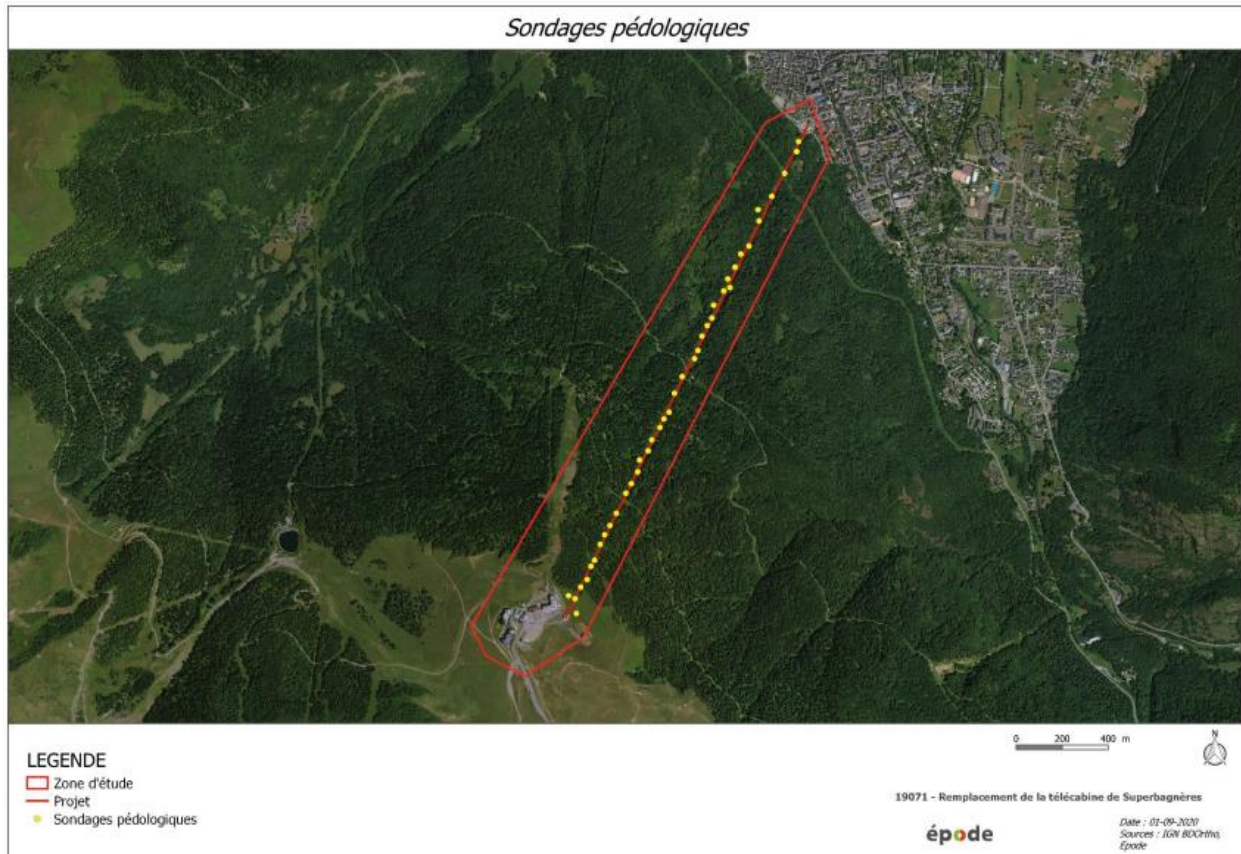 Sondages pédologiques
LEGENDE
Zone d'étude
Projet
Sondages pédologiques
0 200 400 m
N
19071 - Remplacement de la télécabine de Superbagnères
épode
Date : 01-09-2020
Sources : IGN BDOrtho,
Epode